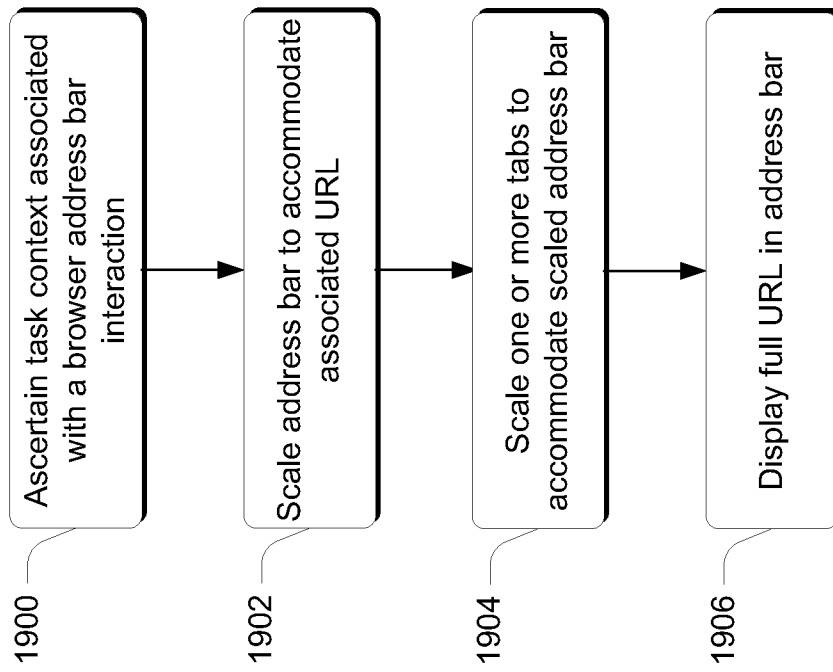 1900
Ascertain task context associated
with a browser address bar
interaction
1902
Scale address bar to accommodate
associated URL
1904
Scale one or more tabs to
accommodate scaled address bar
1906
Display full URL in address bar